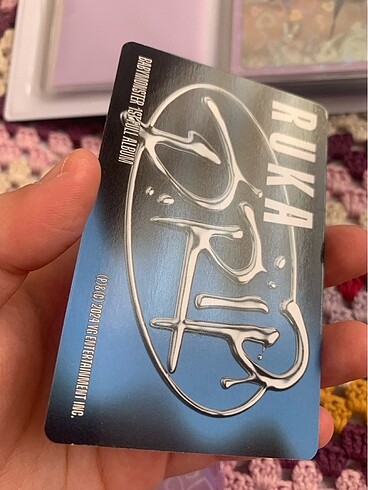 RUKA
DRIP
BABYMONSTER 1ST FULL ALBUM
(P)&(C) 2024 YG ENTERTAINMENT INC.